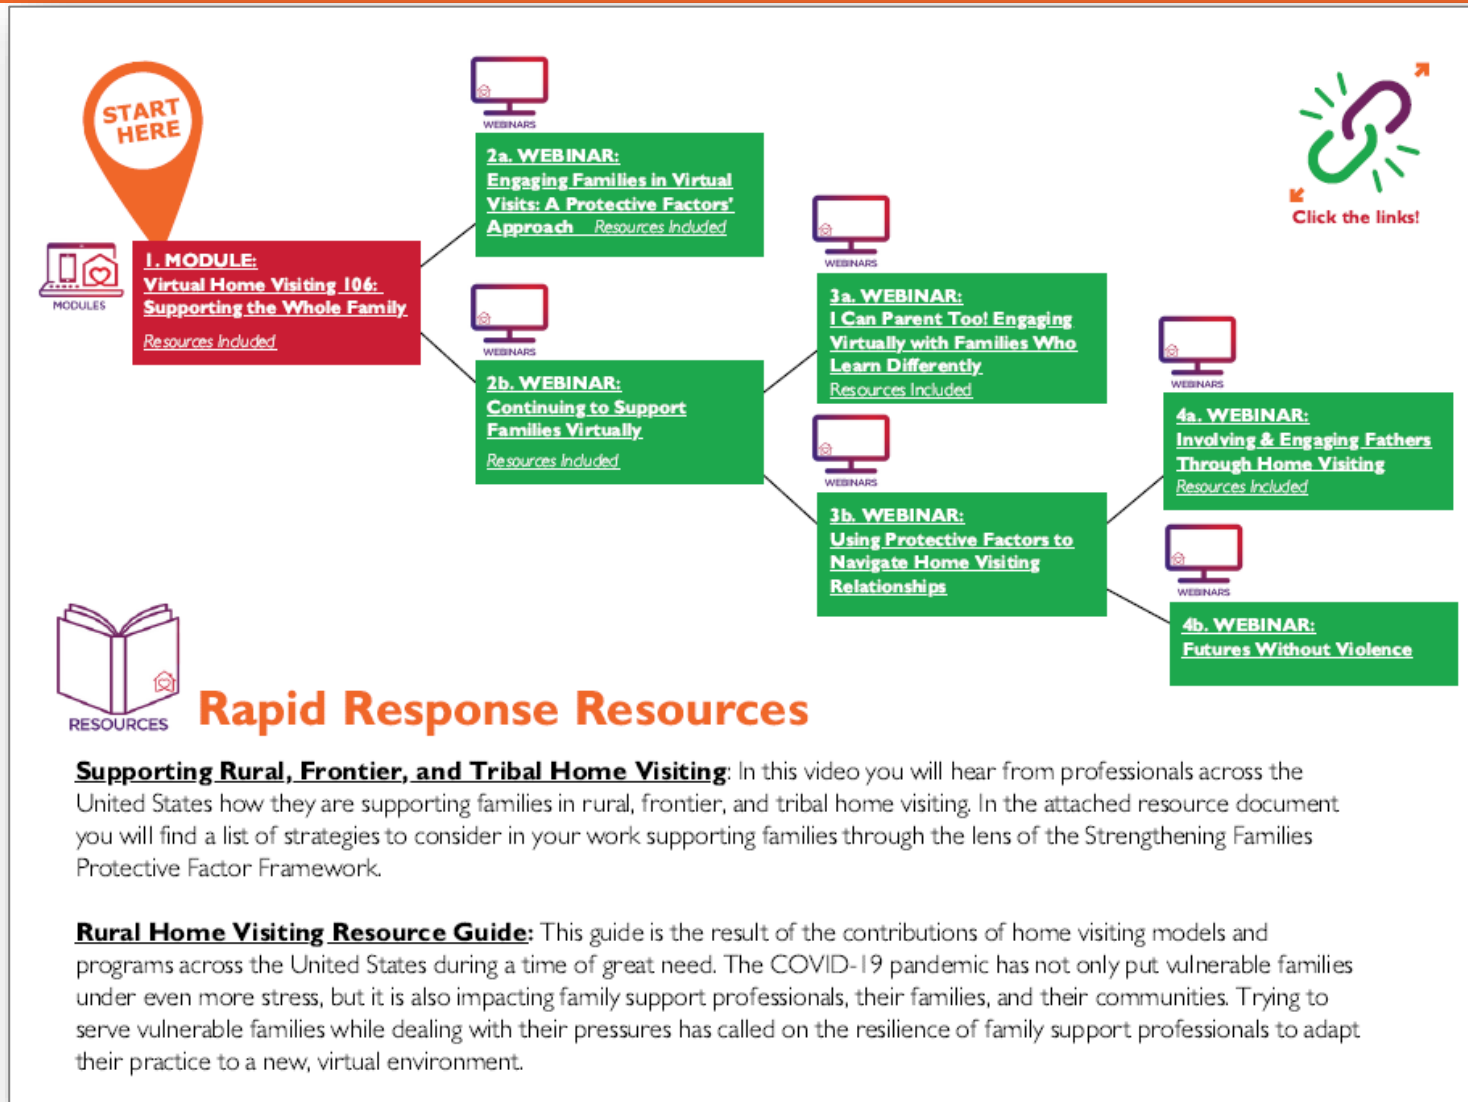 START
HERE
WEBINARS
2a. WEBINAR:
Engaging Families in Virtual
Visits: A Protective Factors'
Approach Resources Included
Click the links!
MODULES
1. MODULE:
Virtual Home Visiting 106:
Supporting the Whole Family
Resources Included
WEBINARS
2b. WEBINAR:
Continuing to Support
Families Virtually
Resources Included
WEBINARS
3a. WEBINAR:
I Can Parent Too! Engaging
Virtually with Families Who
Learn Differently
Resources Included
WEBINARS
3b. WEBINAR:
Using Protective Factors to
Navigate Home Visiting
Relationships
WEBINARS
4a. WEBINAR:
Involving & Engaging Fathers
Through Home Visiting
Resources Included
WEBINARS
4b. WEBINAR:
Futures Without Violence
RESOURCES
Rapid Response Resources
Supporting Rural, Frontier, and Tribal Home Visiting: In this video you will hear from professionals across the
United States how they are supporting families in rural, frontier, and tribal home visiting. In the attached resource document
you will find a list of strategies to consider in your work supporting families through the lens of the Strengthening Families
Protective Factor Framework.
Rural Home Visiting Resource Guide: This guide is the result of the contributions of home visiting models and
programs across the United States during a time of great need. The COVID-19 pandemic has not only put vulnerable families
under even more stress, but it is also impacting family support professionals, their families, and their communities. Trying to
serve vulnerable families while dealing with their pressures has called on the resilience of family support professionals to adapt
their practice to a new, virtual environment.